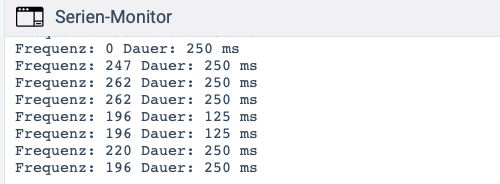 Serien-Monitor
Frequenz: 0 Dauer: 250 ms
Frequenz: 247 Dauer: 250 ms
Frequenz: 262 Dauer: 250 ms
Frequenz: 262 Dauer: 250 ms
Frequenz: 196 Dauer: 125 ms
Frequenz: 196 Dauer: 125 ms
Frequenz: 220 Dauer: 250 ms
Frequenz: 196 Dauer: 250 ms